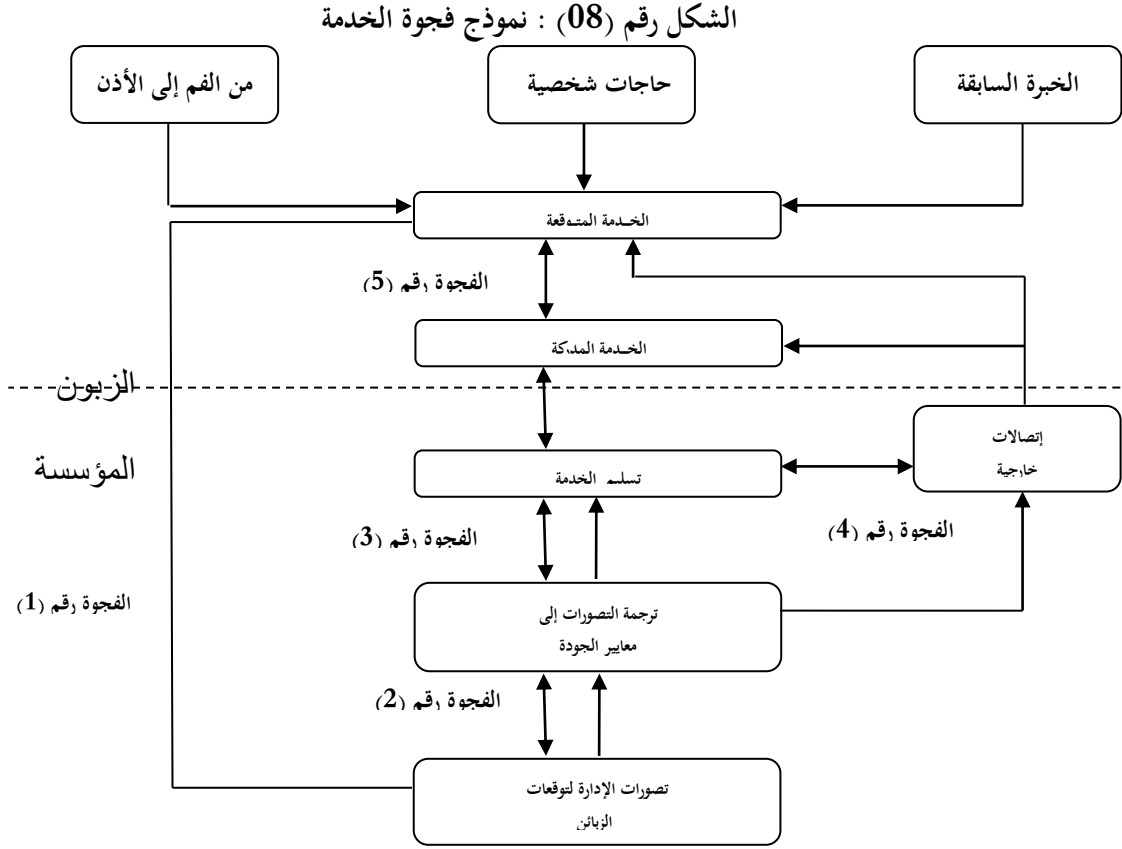 الشكل رقم (08) : نموذج فجوة الخدمة
الخبرة السابقة
حاجات شخصية
من الفم إلى الأذن
الخدمة المتوقعة
الفجوة رقم (5)
الخدمة المدركة
الزبون
المؤسسة
إتصالات
خارجية
تسليم الخدمة
الفجوة رقم (4)
الفجوة رقم (3)
الفجوة رقم (1)
ترجمة التصورات إلى
معايير الجودة
الفجوة رقم (2)
تصورات الإدارة لتوقعات
الزبائن